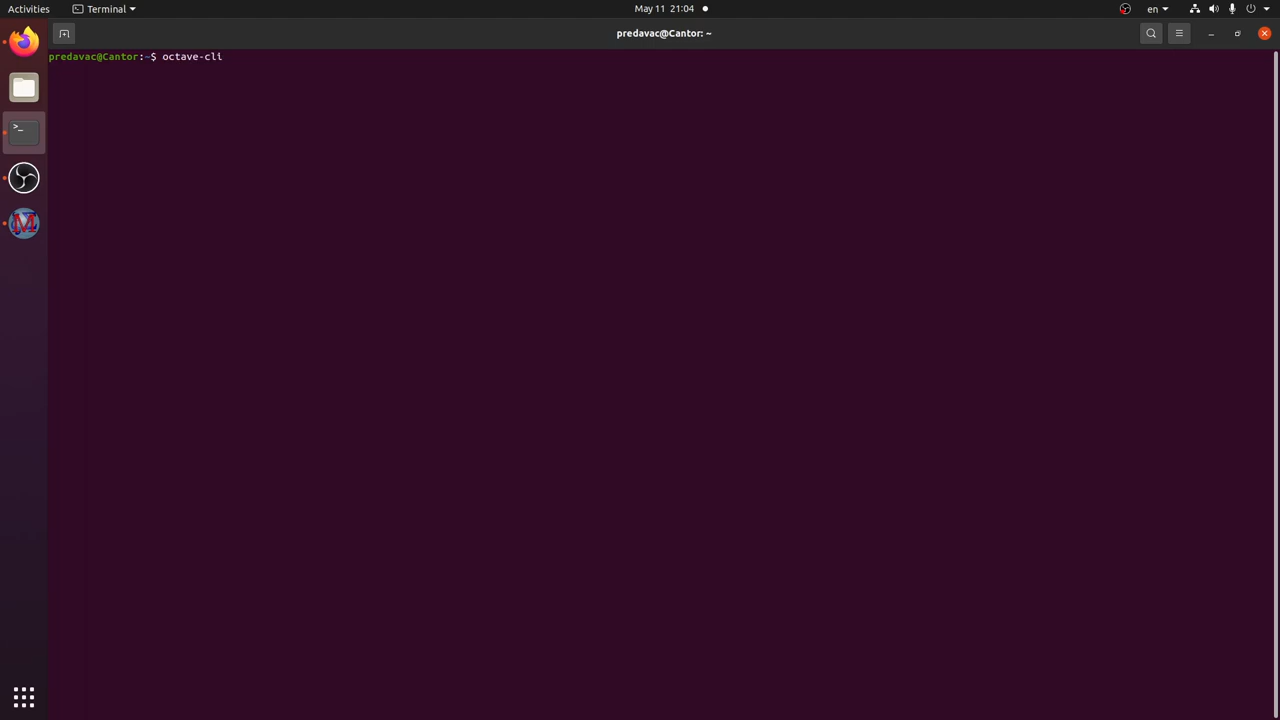 Activities
Terminal
May 11 21:04
en
predavac@Cantor: ~
predavac@Cantor:~$ octave-cli